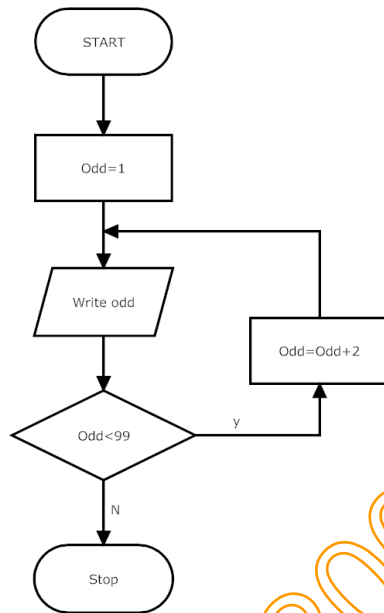 START
Odd=1
Write odd
Odd=Odd+2
Odd<99
y
N
Stop